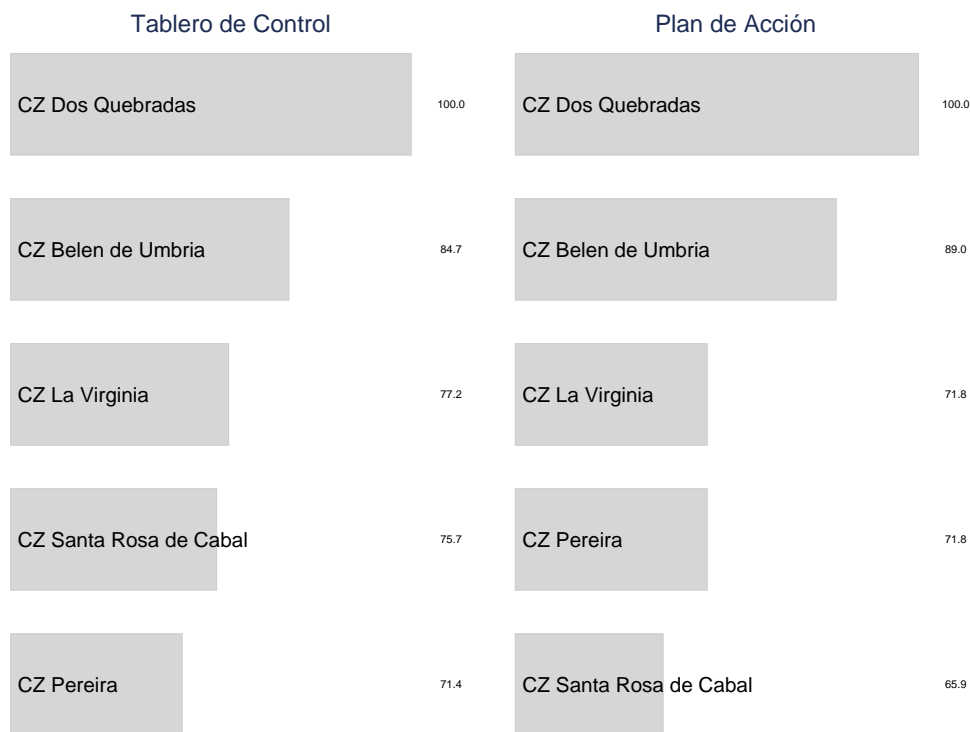 Tablero de Control
CZ Dos Quebradas 100.0
CZ Belen de Umbria 84.7
CZ La Virginia 77.2
CZ Santa Rosa de Cabal 75.7
CZ Pereira 71.4
Plan de Acción
CZ Dos Quebradas 100.0
CZ Belen de Umbria 89.0
CZ La Virginia 71.8
CZ Pereira 71.8
CZ Santa Rosa de Cabal 65.9